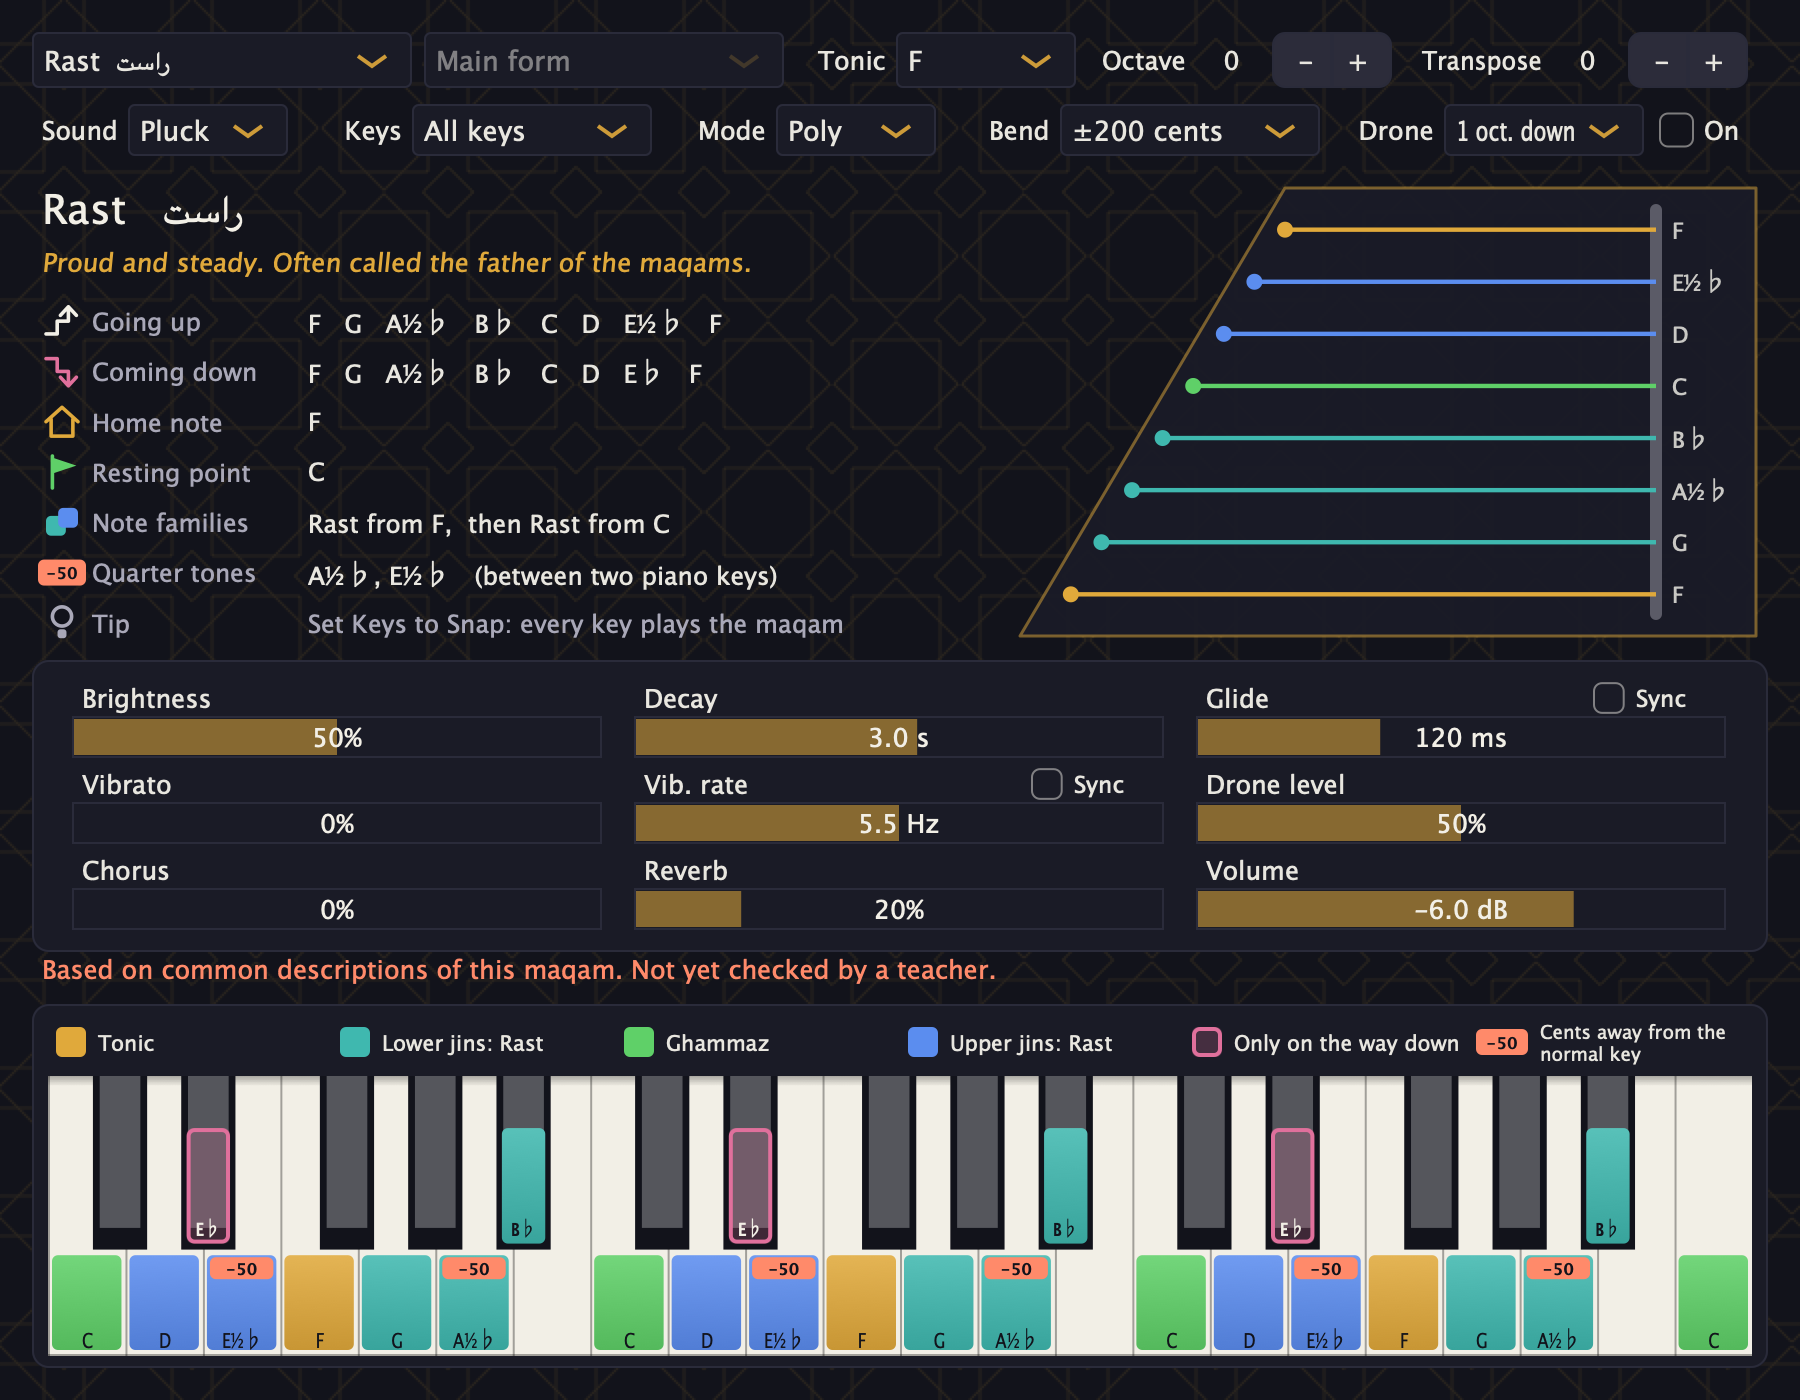 Rast راست Main form Tonic F Octave 0 - + Transpose 0 - +
Sound Pluck Keys All keys Mode Poly Bend ±200 cents Drone 1 oct. down On
Rast راست
Proud and steady. Often called the father of the maqams.
Going up F G A½♭ B♭ C D E½♭ F
Coming down F G A½♭ B♭ C D E♭ F
Home note F
Resting point C
Note families Rast from F, then Rast from C
-50 Quarter tones A½♭, E½♭ (between two piano keys)
Tip Set Keys to Snap: every key plays the maqam
F
E½♭
D
C
B♭
A½♭
G
F
Brightness Decay Glide Sync
50% 3.0 s 120 ms
Vibrato Vib. rate Sync Drone level
0% 5.5 Hz 50%
Chorus Reverb Volume
0% 20% -6.0 dB
Based on common descriptions of this maqam. Not yet checked by a teacher.
Tonic Lower jins: Rast Ghammaz Upper jins: Rast Only on the way down -50 Cents away from the
normal key
E♭ B♭ E♭ B♭ E♭ B♭
-50 -50 -50 -50 -50 -50
C D E½♭ F G A½♭ C D E½♭ F G A½♭ C D E½♭ F G A½♭ C